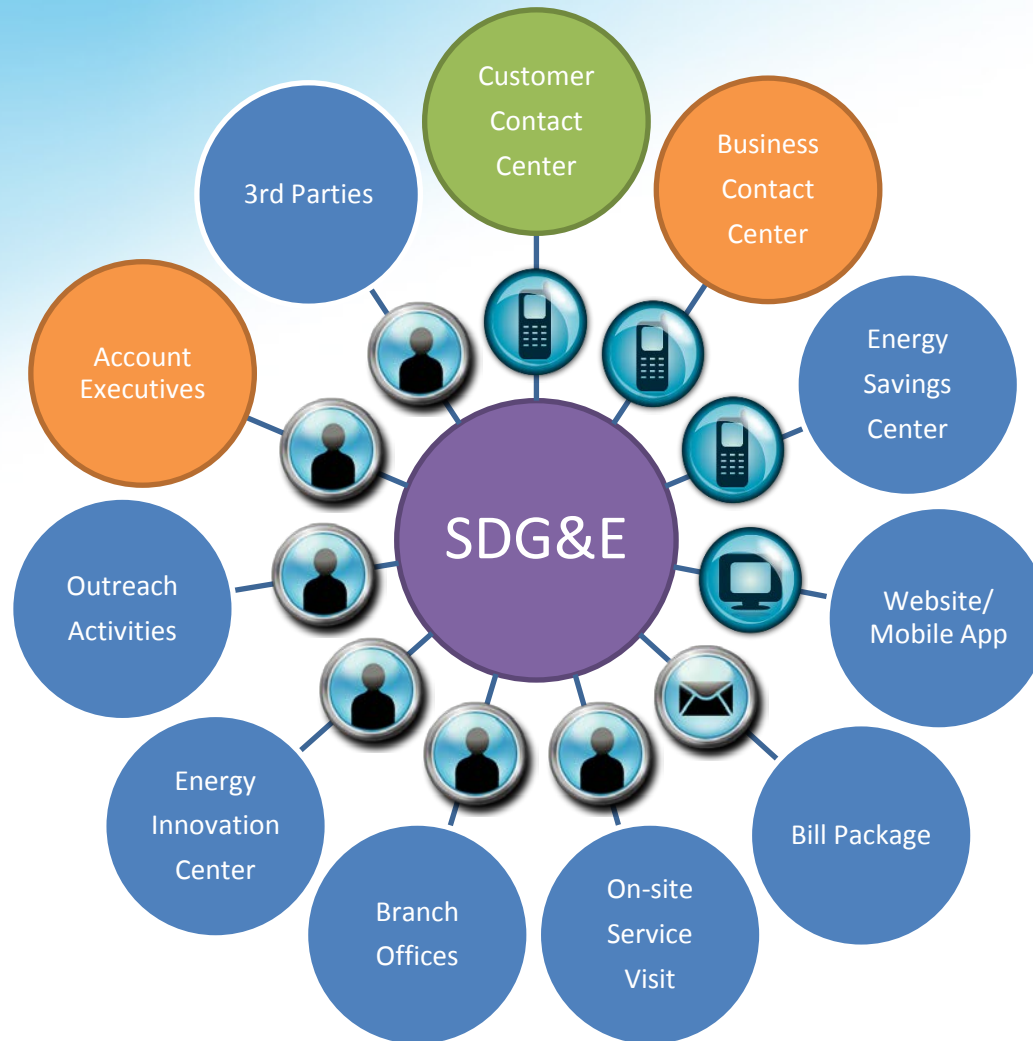 Customer
Contact
Center
Business
Contact
Center
3rd Parties
Energy
Savings
Center
Account
Executives
SDG&E
Outreach
Activities
Website/
Mobile App
Energy
Innovation
Center
Bill Package
Branch
Offices
On-site
Service
Visit